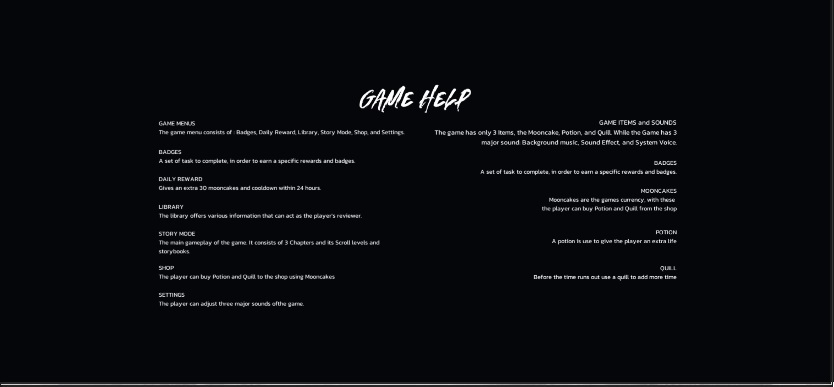 GAME HELP
GAME MENUS
The game menu consists of : Badges, Daily Reward, Library, Story Mode, Shop, and Settings.
BADGES
A set of task to complete, in order to earn a specific rewards and badges.
DAILY REWARD
Gives an extra 30 mooncakes and cooldown within 24 hours.
LIBRARY
The library offers various information that can act as the player's reviewer.
STORY MODE
The main gameplay of the game. It consists of 3 Chapters and its Scroll levels and
storybooks.
SHOP
The player can buy Potion and Quill to the shop using Mooncakes
SETTINGS
The player can adjust three major sounds ofthe game.
GAME ITEMS and SOUNDS
The game has only 3 Items, the Mooncake, Potion, and Quill. While the Game has 3
major sound: Background music, Sound Effect, and System Voice.
BADGES
A set of task to complete, in order to earn a specific rewards and badges.
MOONCAKES
Mooncakes are the games currency, with these
the player can buy Potion and Quill from the shop
POTION
A potion is use to give the player an extra life
QUILL
Before the time runs out use a quill to add more time